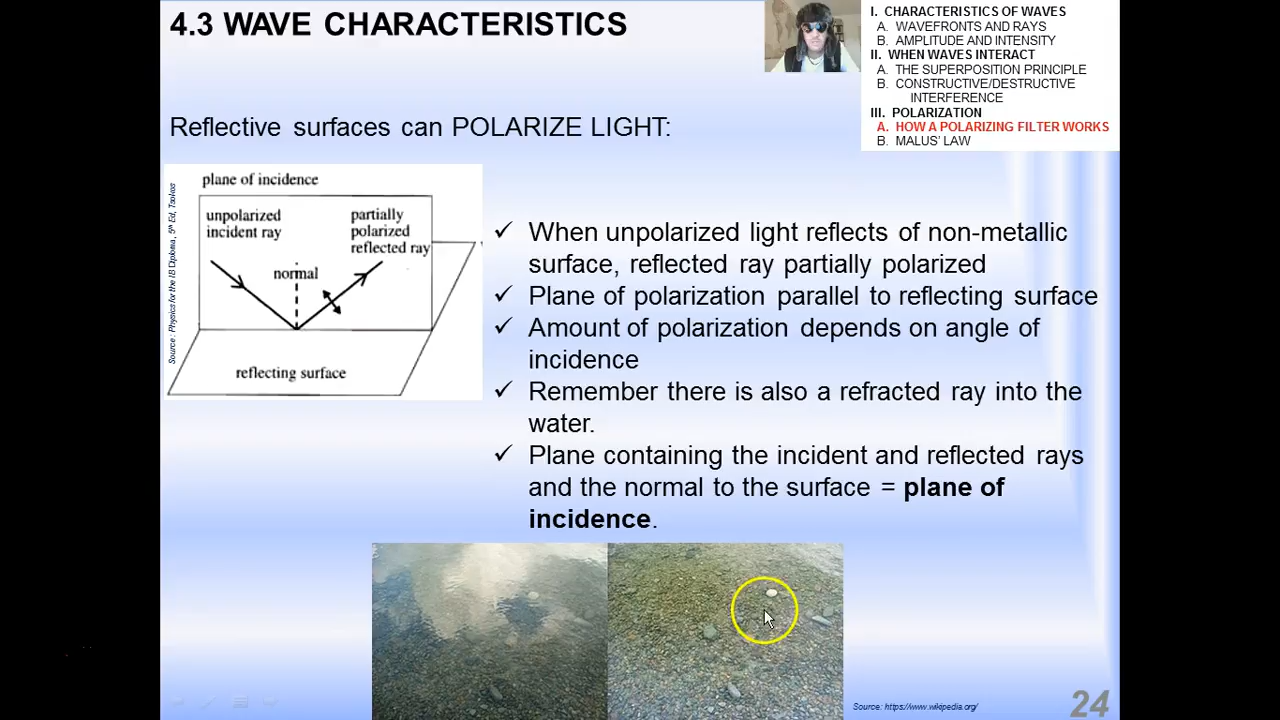 4.3 WAVE CHARACTERISTICS
I. CHARACTERISTICS OF WAVES
A. WAVEFRONTS AND RAYS
B. AMPLITUDE AND INTENSITY
II. WHEN WAVES INTERACT
A. THE SUPERPOSITION PRINCIPLE
B. CONSTRUCTIVE/DESTRUCTIVE
INTERFERENCE
III. POLARIZATION
A. HOW A POLARIZING FILTER WORKS
B. MALUS' LAW
Reflective surfaces can POLARIZE LIGHT:
Source: Physics for the IB Diploma, 5th Ed, Tsokos
plane of incidence
unpolarized
incident ray
partially
polarized
reflected ray
normal
reflecting surface
✓ When unpolarized light reflects of non-metallic
surface, reflected ray partially polarized
✓ Plane of polarization parallel to reflecting surface
✓ Amount of polarization depends on angle of
incidence
✓ Remember there is also a refracted ray into the
water.
✓ Plane containing the incident and reflected rays
and the normal to the surface = plane of
incidence.
Source: https://www.wikipedia.org/
24